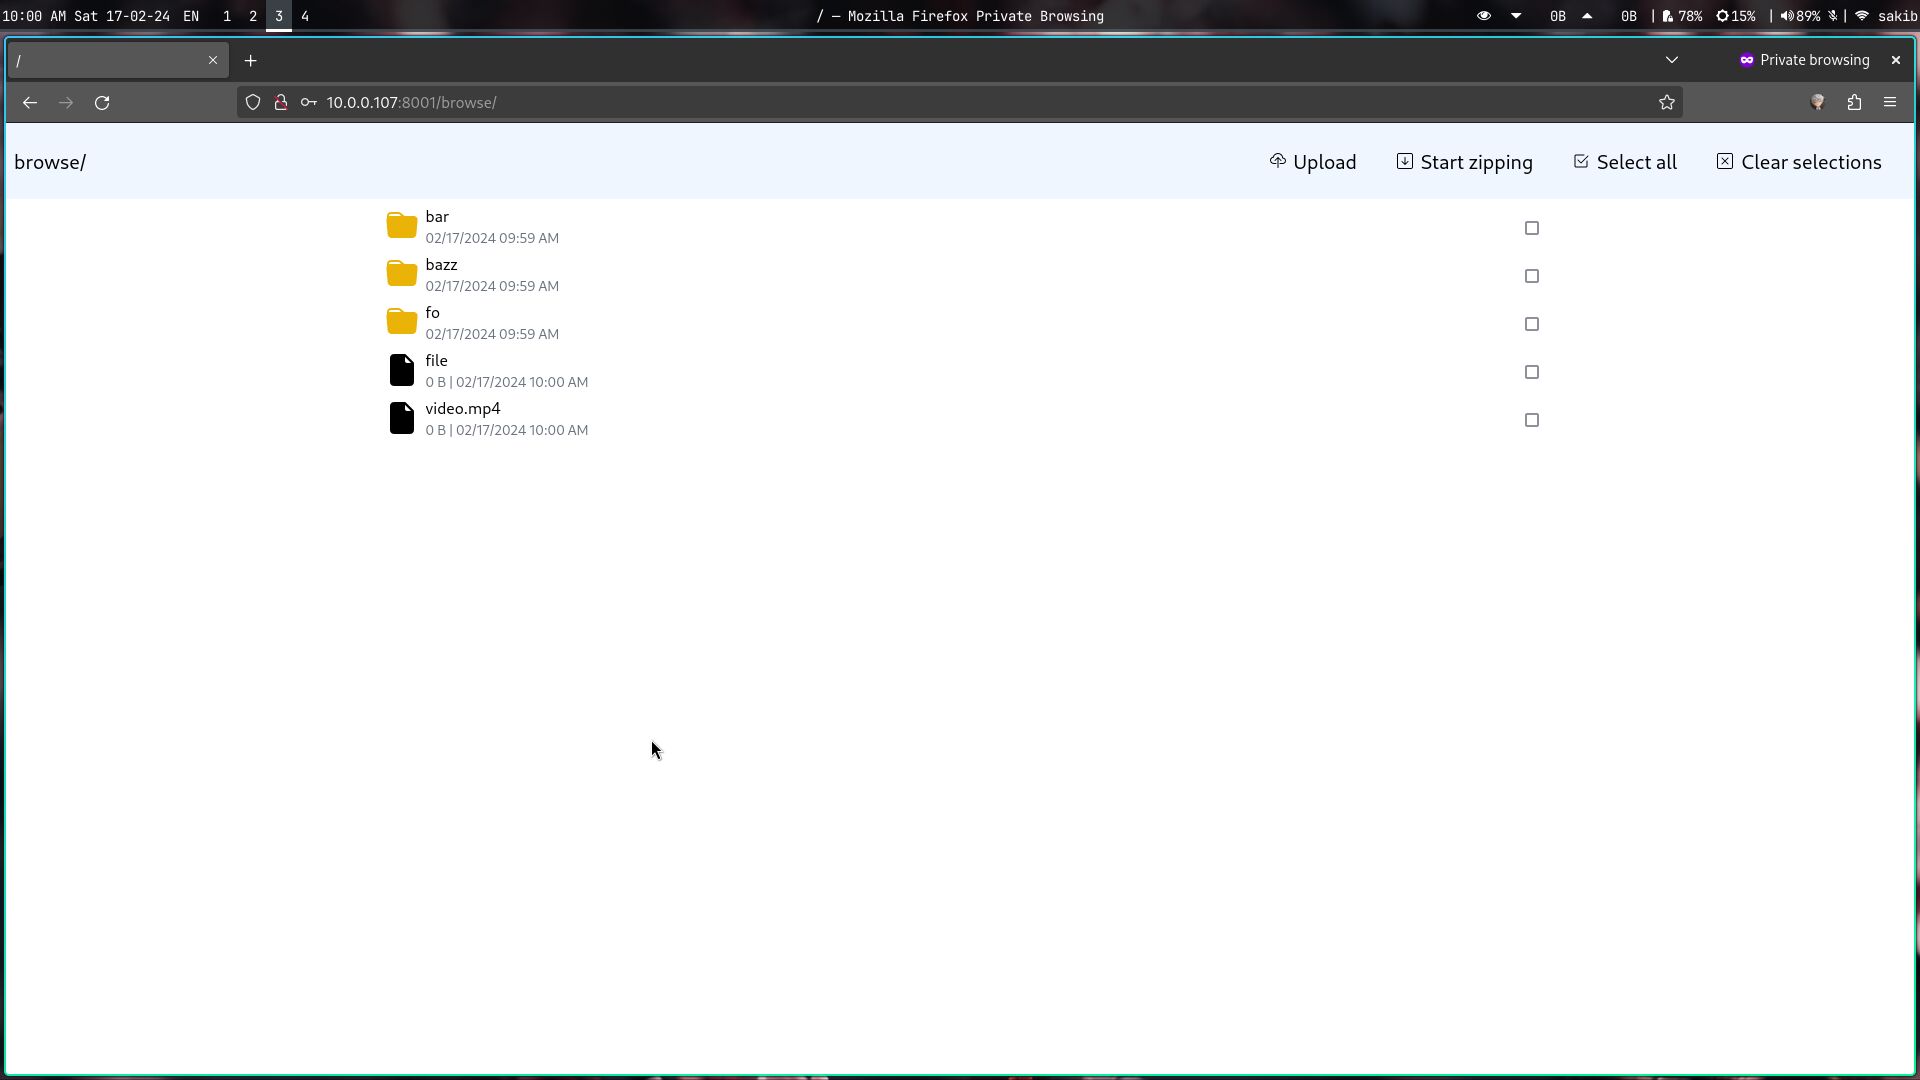 10:00 AM Sat 17-02-24 EN 1 2 3 4 / — Mozilla Firefox Private Browsing 0B 0B | 78% 15% | 89% | sakib
/ Private browsing
10.0.0.107:8001/browse/
browse/ Upload Start zipping Select all Clear selections
bar
02/17/2024 09:59 AM
bazz
02/17/2024 09:59 AM
fo
02/17/2024 09:59 AM
file
0 B | 02/17/2024 10:00 AM
video.mp4
0 B | 02/17/2024 10:00 AM